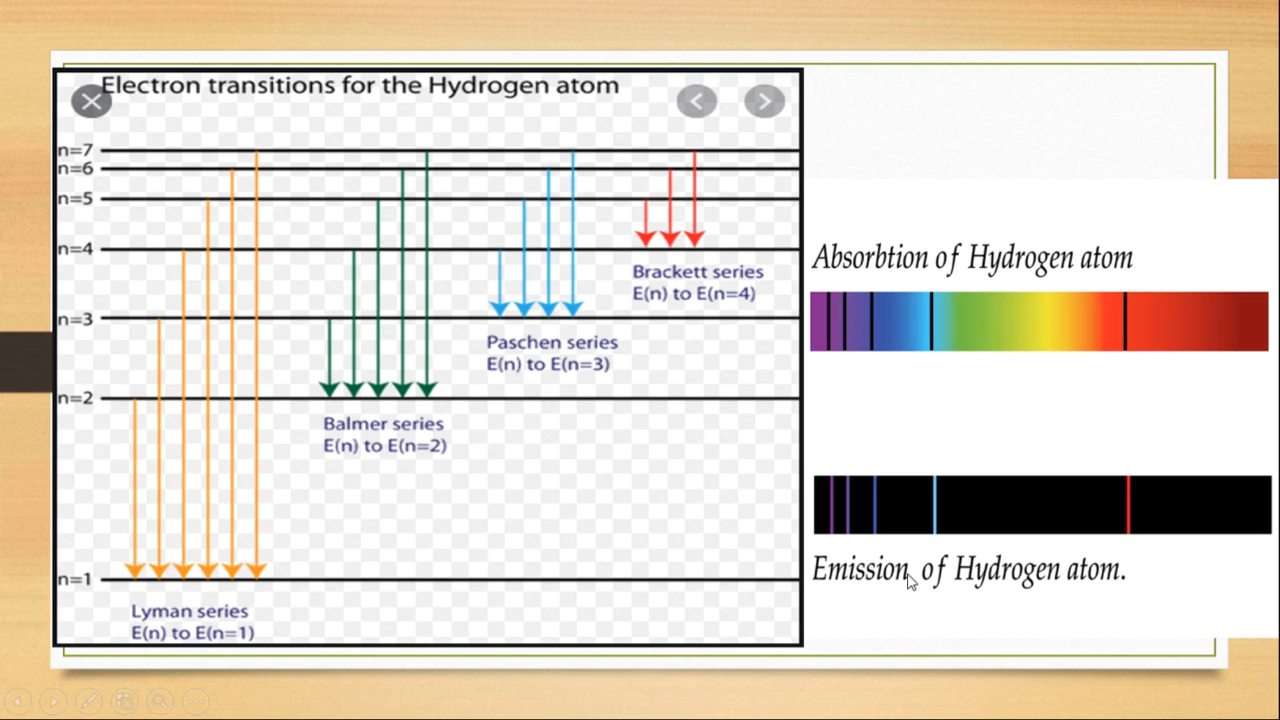 Electron transitions for the Hydrogen atom
n=7
n=6
n=5
n=4
n=3
n=2
n=1
Brackett series
E(n) to E(n=4)
Paschen series
E(n) to E(n=3)
Balmer series
E(n) to E(n=2)
Lyman series
E(n) to E(n=1)
Absorbtion of Hydrogen atom
Emission of Hydrogen atom.